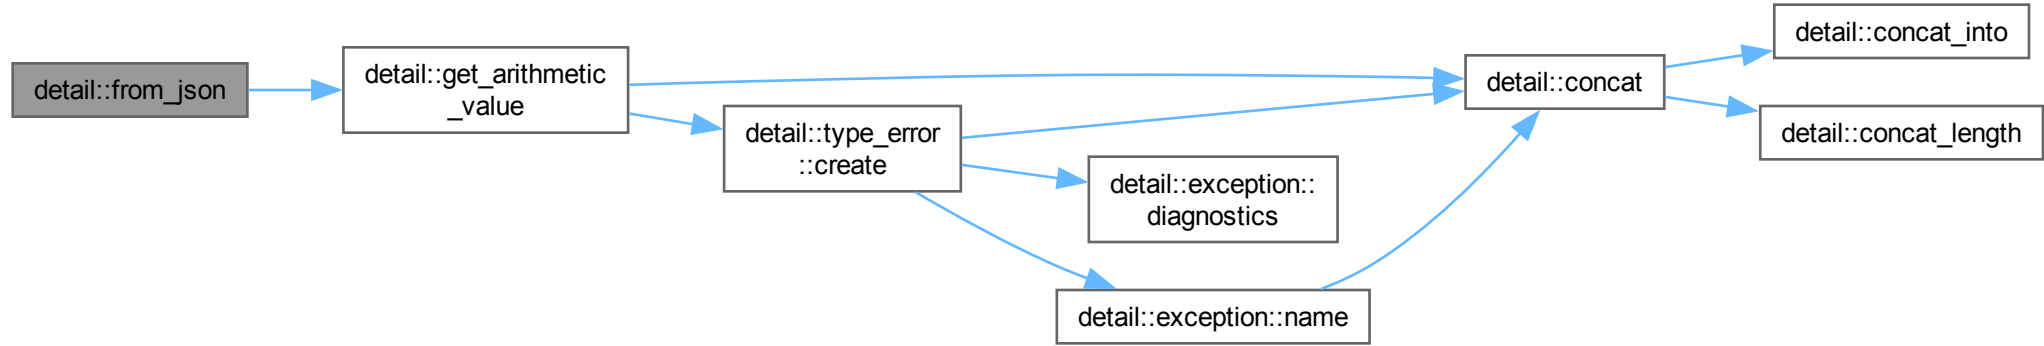 detail::from_json
detail::get_arithmetic
_value
detail::type_error
::create
detail::exception::
diagnostics
detail::exception::name
detail::concat
detail::concat_into
detail::concat_length